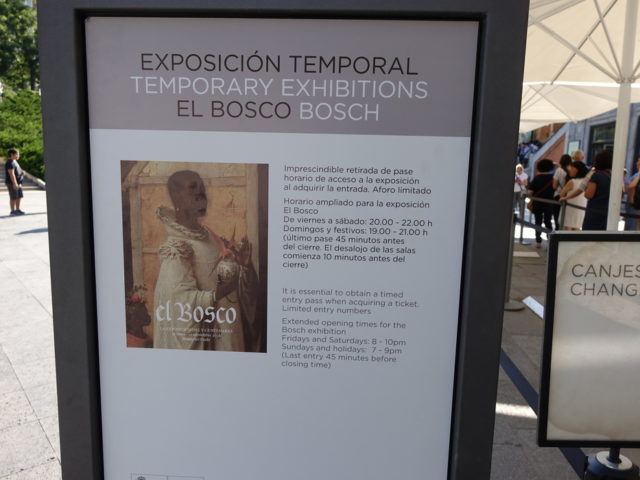 EXPOSICIÓN TEMPORAL
TEMPORARY EXHIBITIONS
EL BOSCO BOSCH
Imprescindible retirada de pase
horario de acceso a la exposición
al adquirir la entrada. Aforo limitado
Horario ampliado para la exposición
El Bosco
De viernes a sábado: 20.00 - 22.00 h
Domingos y festivos: 19.00 - 21.00 h
(último pase 45 minutos antes
del cierre. El desalojo de las salas
comienza 10 minutos antes del
cierre)
It is essential to obtain a timed
entry pass when acquiring a ticket.
Limited entry numbers
Extended opening times for the
Bosch exhibition
Fridays and Saturdays: 8 - 10pm
Sundays and holidays: 7 - 9pm
(Last entry 45 minutes before
closing time)
el Bosco
CANJES
CHANG